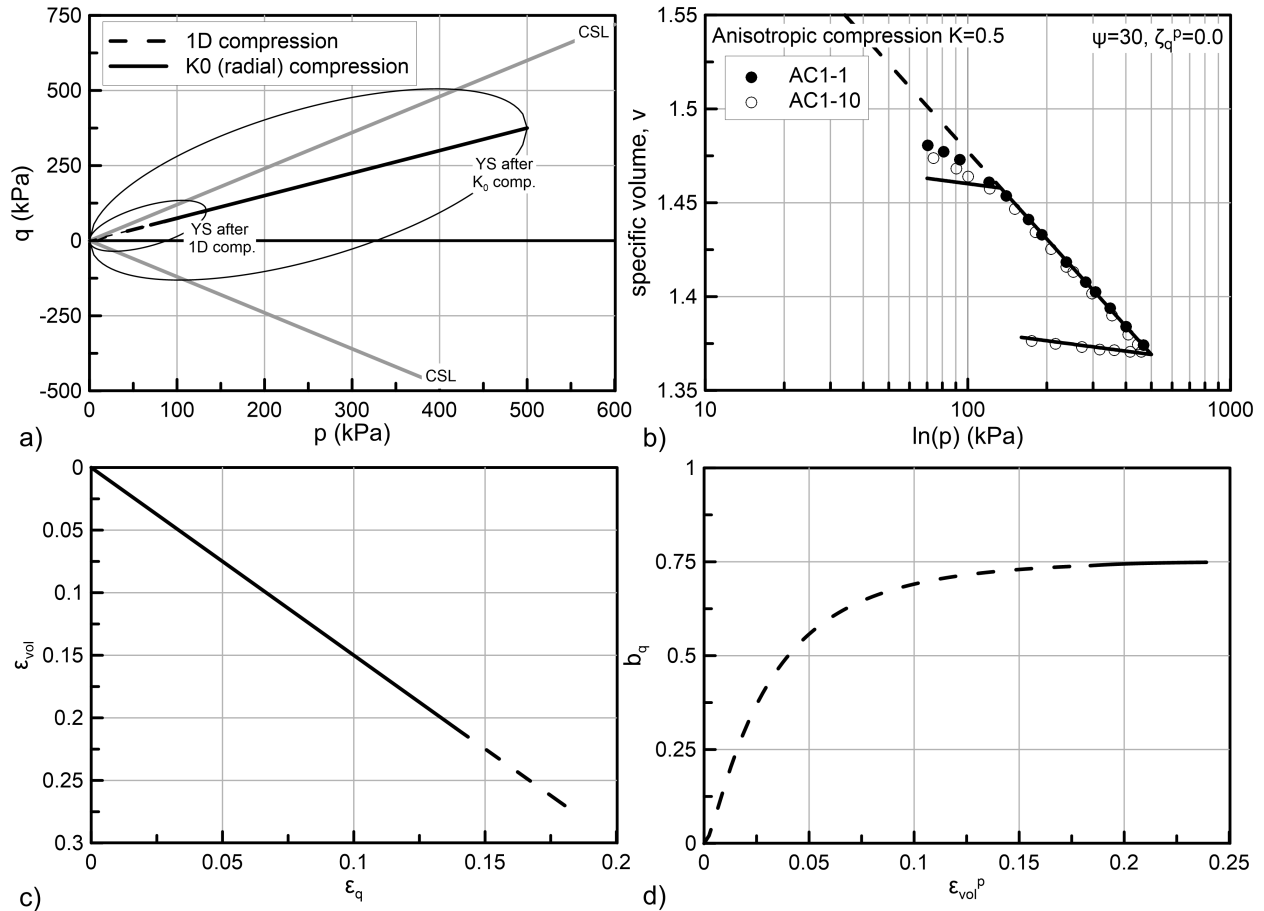 750
500
250
0
-250
-500
q (kPa)
1D compression
K0 (radial) compression
CSL
YS after
K₀ comp.
YS after
1D comp.
CSL
0 100 200 300 400 500 600
p (kPa)
a)
1.55
1.5
1.45
1.4
1.35
specific volume, v
Anisotropic compression K=0.5
ψ=30, ζqᵖ=0.0
AC1-1
AC1-10
10 100 1000
ln(p) (kPa)
b)
0
0.05
0.1
0.15
0.2
0.25
0.3
εvol
0 0.05 0.1 0.15 0.2
εq
c)
1
0.75
0.5
0.25
0
bq
0 0.05 0.1 0.15 0.2 0.25
εvolᵖ
d)